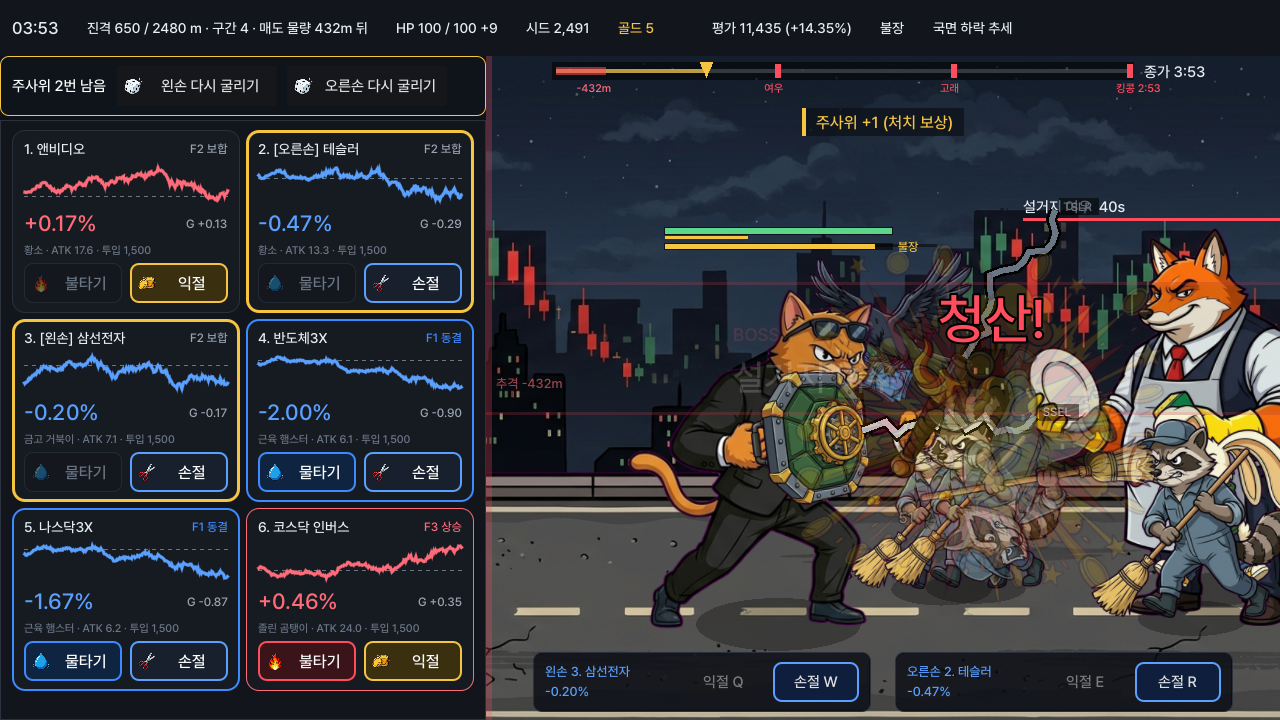 03:53 진격 650 / 2480 m · 구간 4 · 매도 물량 432m 뒤 HP 100 / 100 +9 시드 2,491 골드 5 평가 11,435 (+14.35%) 불장 국면 하락 추세
주사위 2번 남음 왼손 다시 굴리기 오른손 다시 굴리기
1. 앤비디오 F2 보합
+0.17% G +0.13
황소 · ATK 17.6 · 투입 1,500
불타기 익절
2. [오른손] 테슬러 F2 보합
-0.47% G -0.29
황소 · ATK 13.3 · 투입 1,500
물타기 손절
3. [왼손] 삼선전자 F2 보합
-0.20% G -0.17
금고 거북이 · ATK 7.1 · 투입 1,500
물타기 손절
4. 반도체3X F1 동결
-2.00% G -0.90
근육 햄스터 · ATK 6.1 · 투입 1,500
물타기 손절
5. 나스닥3X F1 동결
-1.67% G -0.87
근육 햄스터 · ATK 6.2 · 투입 1,500
물타기 손절
6. 코스닥 인버스 F3 상승
+0.46% G +0.35
졸린 곰탱이 · ATK 24.0 · 투입 1,500
불타기 익절
종가 3:53
-432m 여우 고래 킹콩 2:53
주사위 +1 (처치 보상)
설거지 여우 40s
불장
청산!
BOSS
추격 -432m
왼손 3. 삼선전자
-0.20%
익절 Q 손절 W
오른손 2. 테슬러
-0.47%
익절 E 손절 R